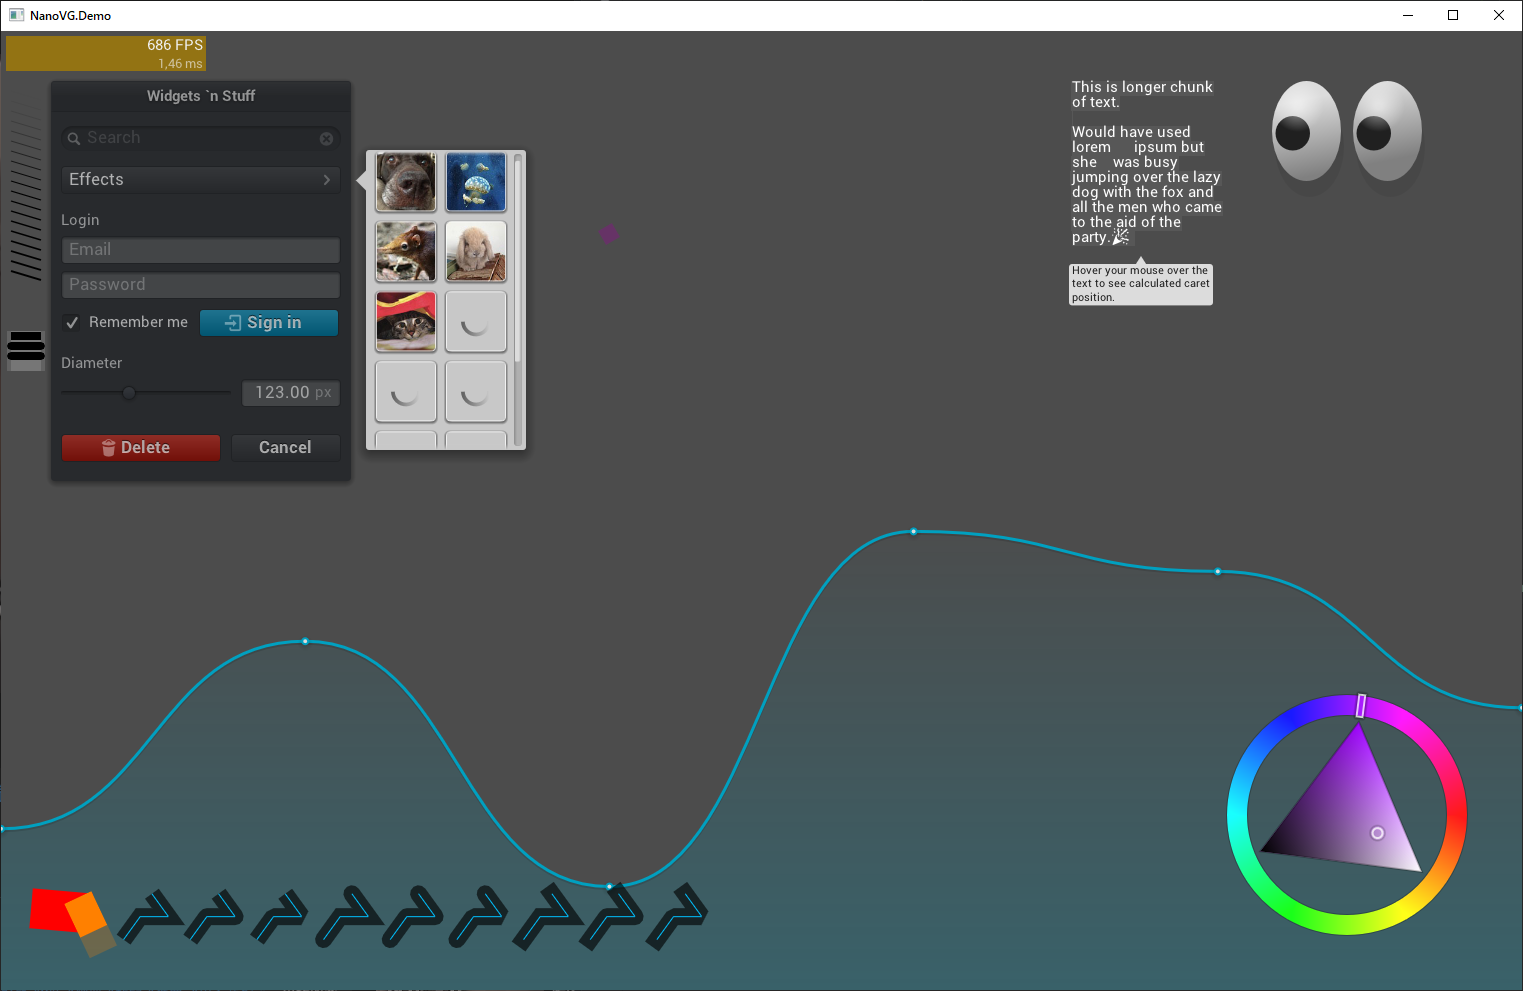 NanoVG.Demo
686 FPS
1,46 ms
Widgets `n Stuff
Search
Effects
Login
Email
Password
Remember me
Sign in
Diameter
123.00 px
Delete
Cancel
This is longer chunk
of text.
Would have used
lorem ipsum but
she was busy
jumping over the lazy
dog with the fox and
all the men who came
to the aid of the
party.🎉
Hover your mouse over the
text to see calculated caret
position.